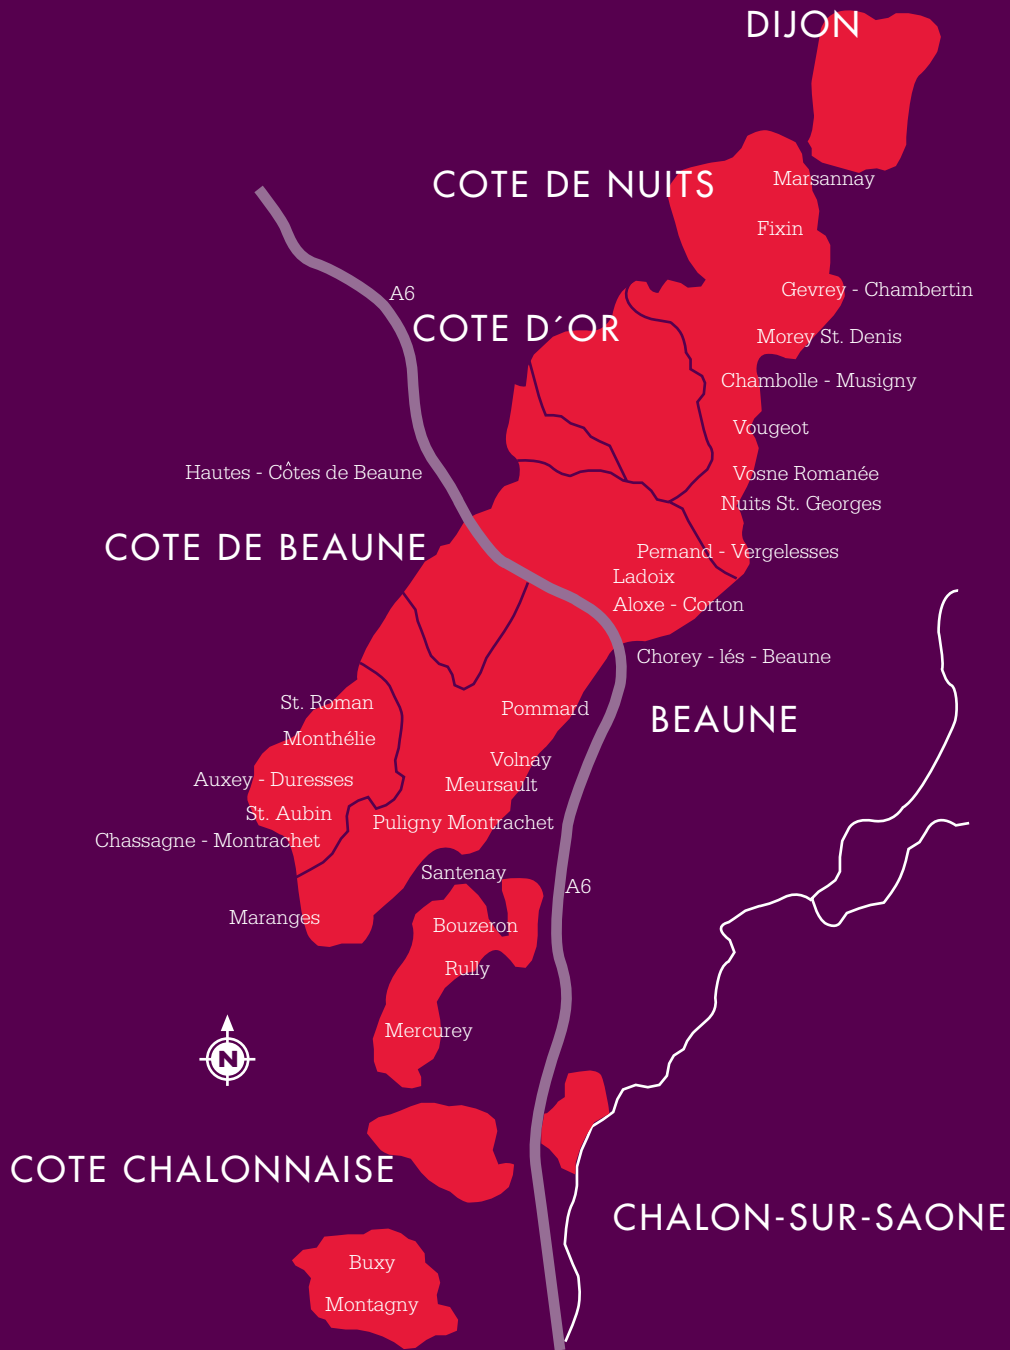 DIJON
Marsannay
COTE DE NUITS
Fixin
Gevrey - Chambertin
A6
COTE D´OR
Morey St. Denis
Chambolle - Musigny
Vougeot
Hautes - Côtes de Beaune
Vosne Romanée
Nuits St. Georges
COTE DE BEAUNE
Pernand - Vergelesses
Ladoix
Aloxe - Corton
Chorey - lés - Beaune
St. Roman
Pommard
BEAUNE
Monthélie
Volnay
Auxey - Duresses
Meursault
St. Aubin
Puligny Montrachet
Chassagne - Montrachet
Santenay
A6
Maranges
Bouzeron
Rully
Mercurey
N
COTE CHALONNAISE
CHALON-SUR-SAONE
Buxy
Montagny